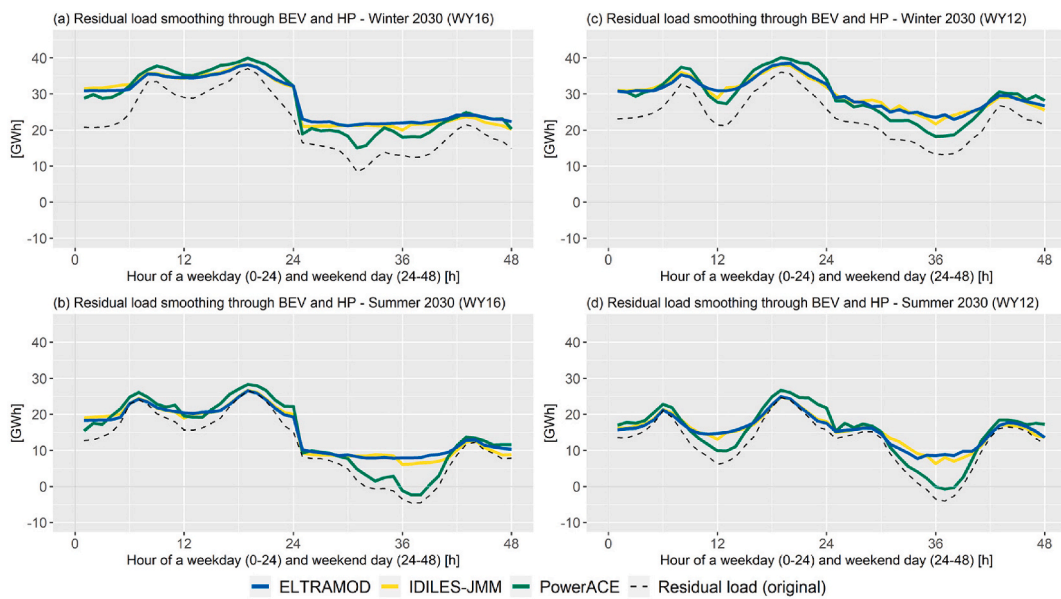 (a) Residual load smoothing through BEV and HP - Winter 2030 (WY16)
40
30
20
10
0
-10
[GWh]
0 12 24 36 48
Hour of a weekday (0-24) and weekend day (24-48) [h]
(c) Residual load smoothing through BEV and HP - Winter 2030 (WY12)
40
30
20
10
0
-10
[GWh]
0 12 24 36 48
Hour of a weekday (0-24) and weekend day (24-48) [h]
(b) Residual load smoothing through BEV and HP - Summer 2030 (WY16)
40
30
20
10
0
-10
[GWh]
0 12 24 36 48
Hour of a weekday (0-24) and weekend day (24-48) [h]
(d) Residual load smoothing through BEV and HP - Summer 2030 (WY12)
40
30
20
10
0
-10
[GWh]
0 12 24 36 48
Hour of a weekday (0-24) and weekend day (24-48) [h]
ELTRAMOD IDILES-JMM PowerACE Residual load (original)